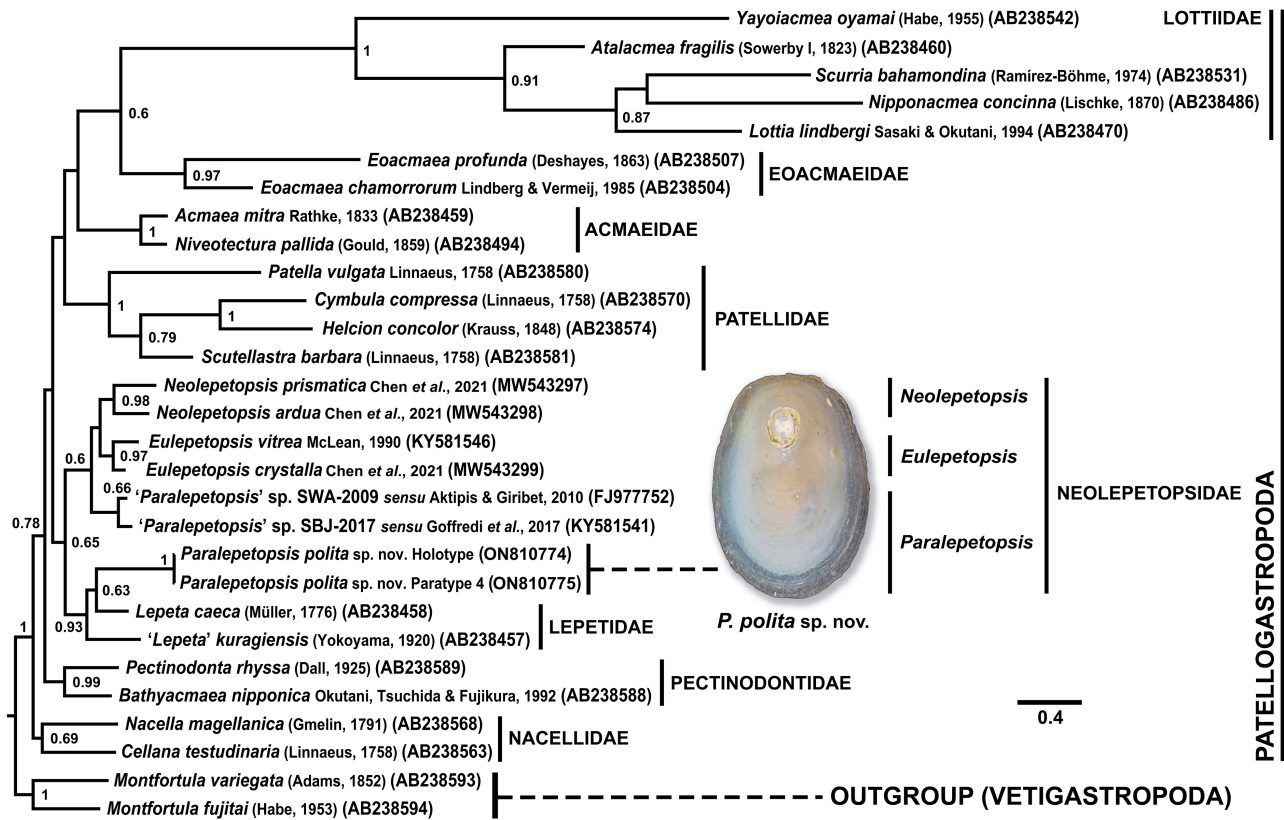 Yayoiacmea oyamai (Habe, 1955) (AB238542)
LOTTIIDAE
1
Atalacmea fragilis (Sowerby I, 1823) (AB238460)
0.91
Scurria bahamondina (Ramírez-Böhme, 1974) (AB238531)
Nipponacmea concinna (Lischke, 1870) (AB238486)
0.6
0.87
Lottia lindbergi Sasaki & Okutani, 1994 (AB238470)
Eoacmaea profunda (Deshayes, 1863) (AB238507)
0.97
EOACMAEIDAE
Eoacmaea chamorrorum Lindberg & Vermeij, 1985 (AB238504)
Acmaea mitra Rathke, 1833 (AB238459)
1
ACMAEIDAE
Niveotectura pallida (Gould, 1859) (AB238494)
Patella vulgata Linnaeus, 1758 (AB238580)
1
Cymbula compressa (Linnaeus, 1758) (AB238570)
1
PATELLIDAE
Helcion concolor (Krauss, 1848) (AB238574)
0.79
Scutellastra barbara (Linnaeus, 1758) (AB238581)
Neolepetopsis prismatica Chen et al., 2021 (MW543297)
0.98
Neolepetopsis
Neolepetopsis ardua Chen et al., 2021 (MW543298)
Eulepetopsis vitrea McLean, 1990 (KY581546)
0.6
0.97
Eulepetopsis
Eulepetopsis crystalla Chen et al., 2021 (MW543299)
0.66
'Paralepetopsis' sp. SWA-2009 sensu Aktipis & Giribet, 2010 (FJ977752)
NEOLEPETOPSIDAE
'Paralepetopsis' sp. SBJ-2017 sensu Goffredi et al., 2017 (KY581541)
0.78
0.65
Paralepetopsis
Paralepetopsis polita sp. nov. Holotype (ON810774)
1
Paralepetopsis polita sp. nov. Paratype 4 (ON810775)
0.63
Lepeta caeca (Müller, 1776) (AB238458)
P. polita sp. nov.
0.93
LEPETIDAE
'Lepeta' kuragiensis (Yokoyama, 1920) (AB238457)
1
Pectinodonta rhyssa (Dall, 1925) (AB238589)
0.99
PECTINODONTIDAE
Bathyacmaea nipponica Okutani, Tsuchida & Fujikura, 1992 (AB238588)
0.4
Nacella magellanica (Gmelin, 1791) (AB238568)
0.69
NACELLIDAE
Cellana testudinaria (Linnaeus, 1758) (AB238563)
PATELLOGASTROPODA
Montfortula variegata (Adams, 1852) (AB238593)
1
OUTGROUP (VETIGASTROPODA)
Montfortula fujitai (Habe, 1953) (AB238594)